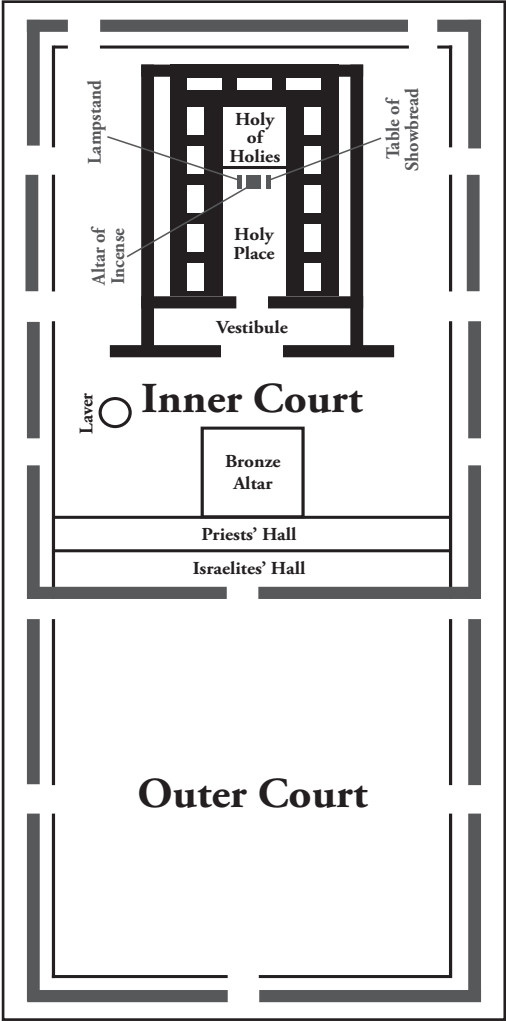 Lampstand
Table of
Showbread
Holy
of
Holies
Altar of
Incense
Holy
Place
Vestibule
Laver
Inner Court
Bronze
Altar
Priests’ Hall
Israelites’ Hall
Outer Court